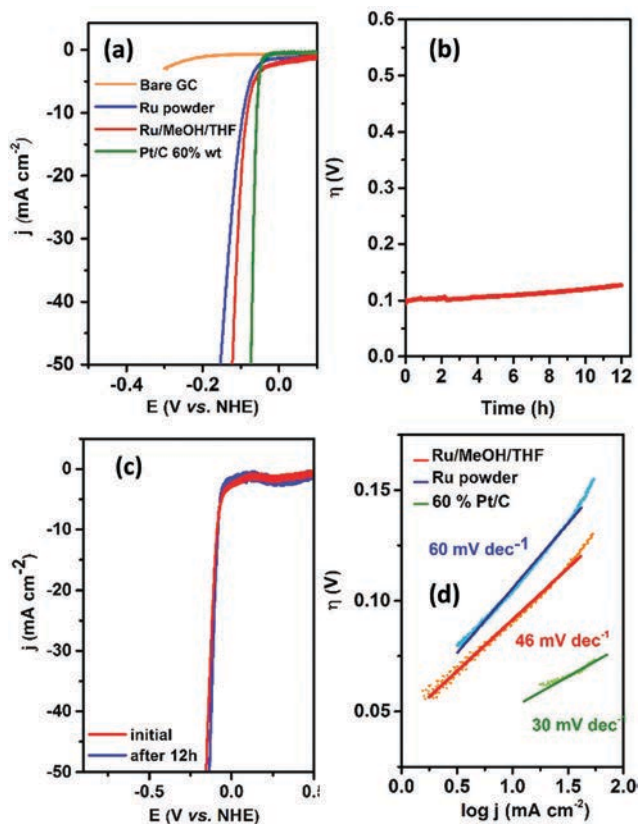 (a)
Bare GC
Ru powder
Ru/MeOH/THF
Pt/C 60% wt
0
-10
-20
-30
-40
-50
j (mA cm-2)
-0.4
-0.2
0.0
E (V vs. NHE)
(b)
0.6
0.5
0.4
0.3
0.2
0.1
0.0
η (V)
0
2
4
6
8
10
12
Time (h)
(c)
0
-10
-20
-30
-40
-50
j (mA cm-2)
initial
after 12h
-0.5
0.0
0.5
E (V vs. NHE)
Ru/MeOH/THF
Ru powder
60 % Pt/C
0.15
0.10
0.05
η (V)
60 mV dec-1
(d)
46 mV dec-1
30 mV dec-1
0.0
0.5
1.0
1.5
2.0
log j (mA cm-2)